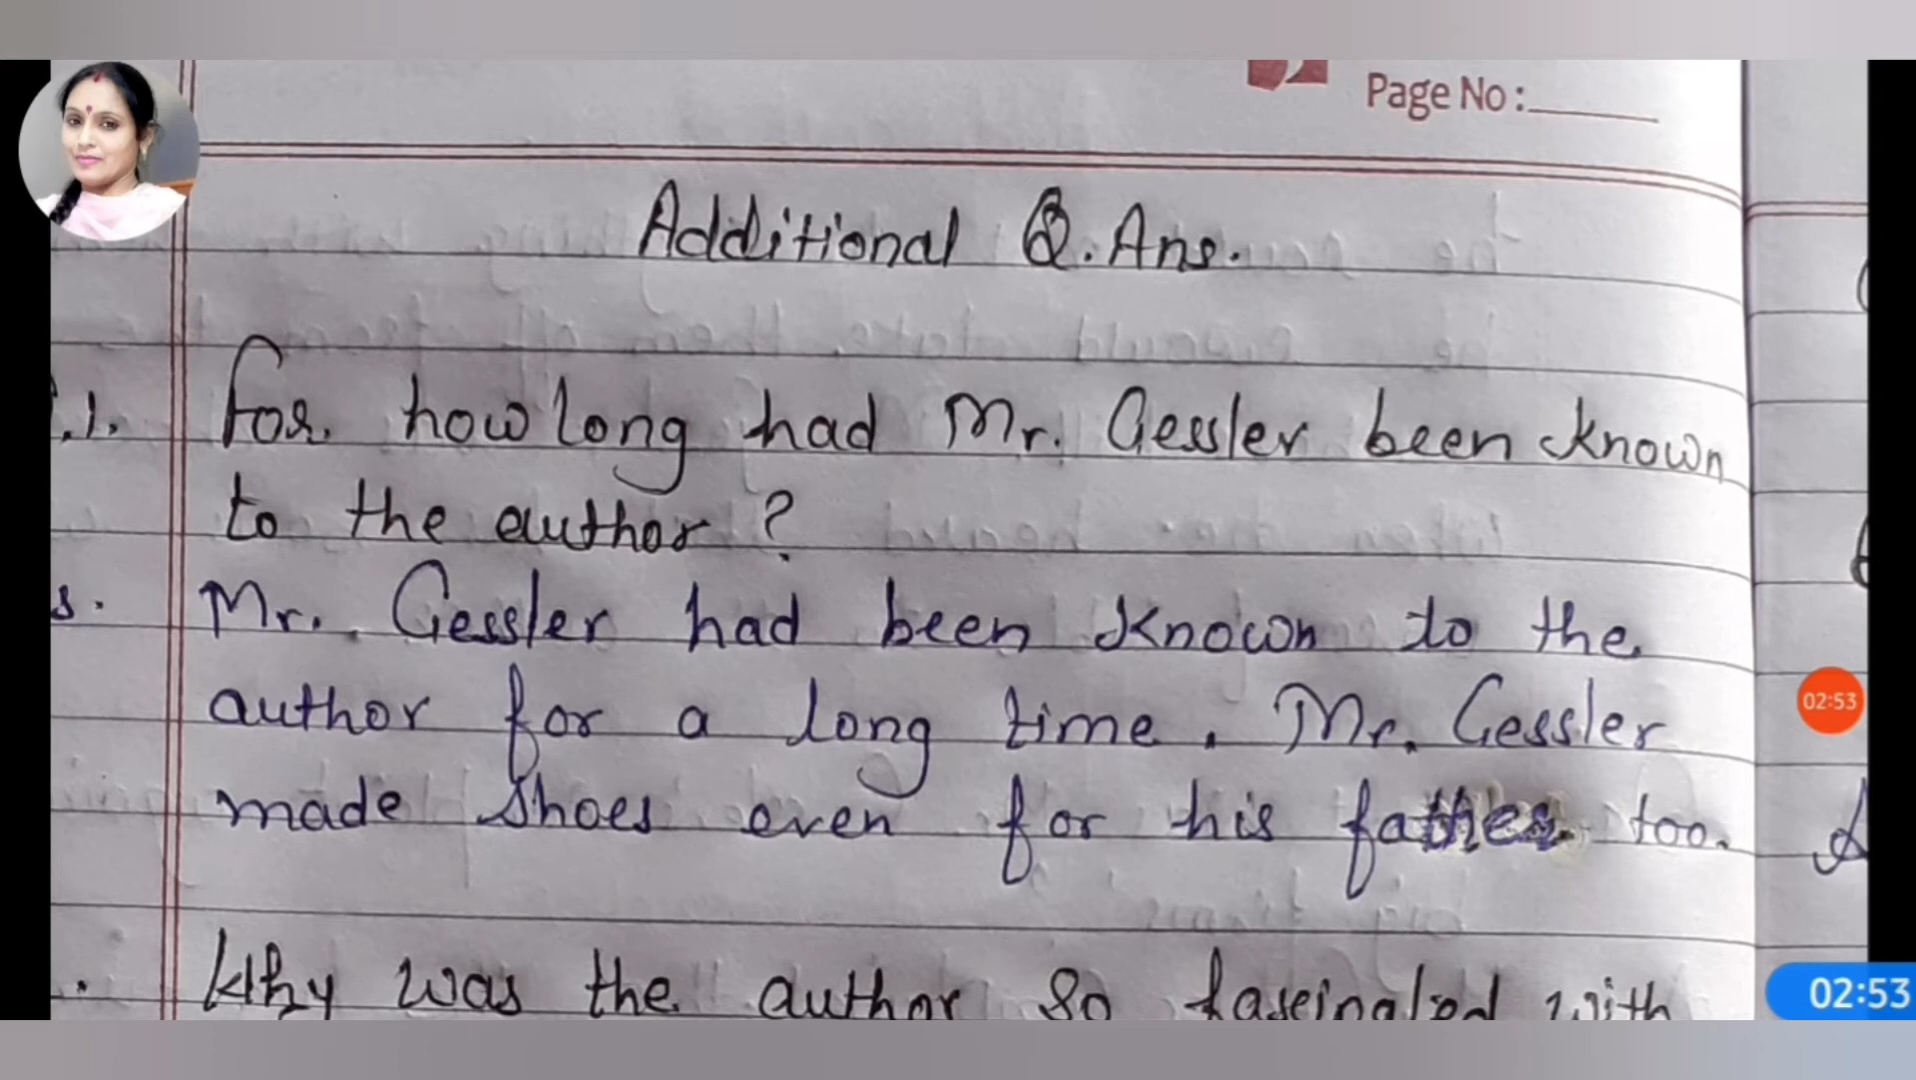 Page No:
Additional Q. Ans.
.1. For how long had Mr. Gessler been known
to the author ?
s. Mr. Gessler had been known to the
author for a long time. Mr. Gessler
made shoes even for his father too.
02:53
. Why was the author so fascinated with
02:53